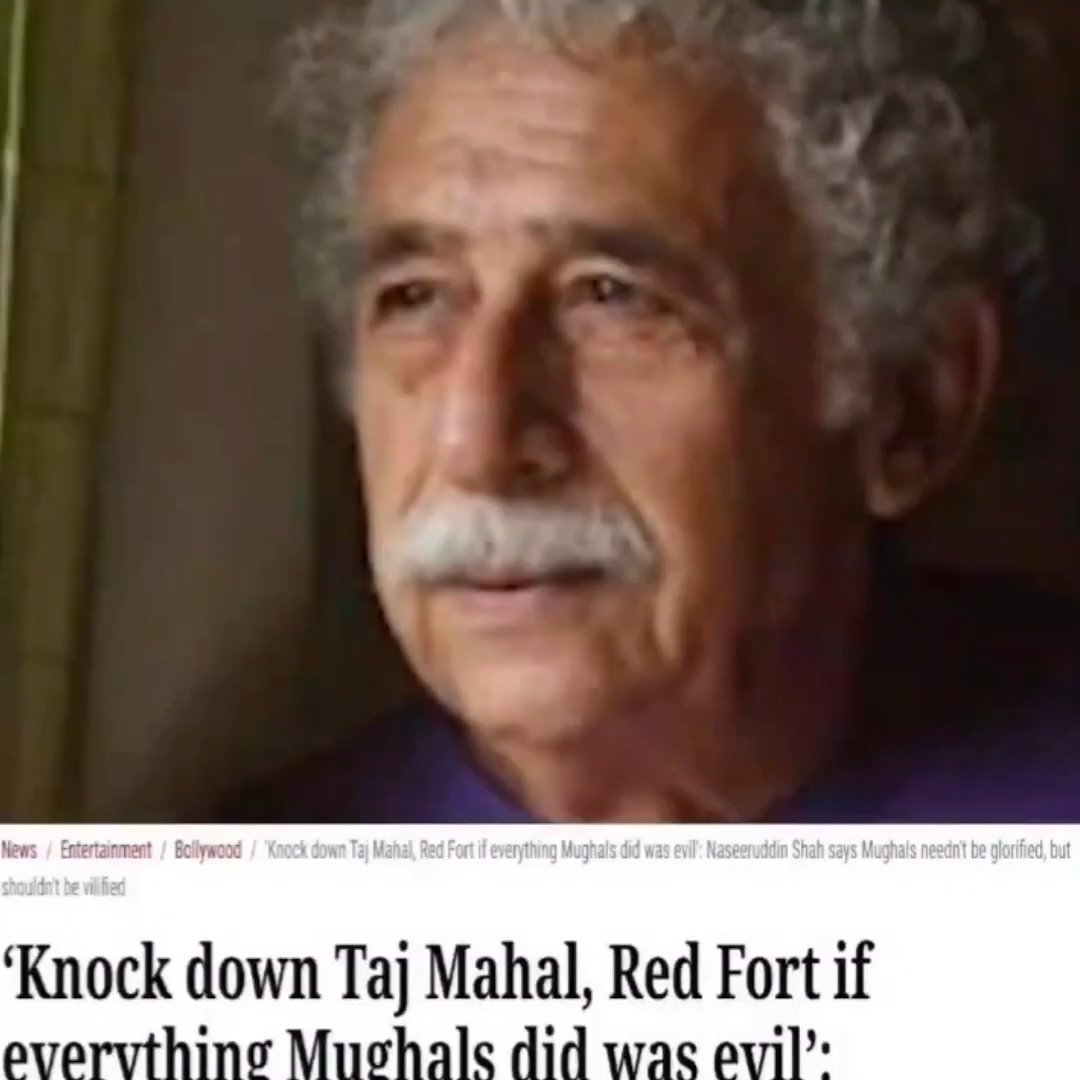 News / Entertainment / Bollywood / 'Knock down Taj Mahal, Red Fort if everything Mughals did was evil': Naseeruddin Shah says Mughals needn't be glorified, but
shouldn't be vilified
‘Knock down Taj Mahal, Red Fort if
everything Mughals did was evil’: